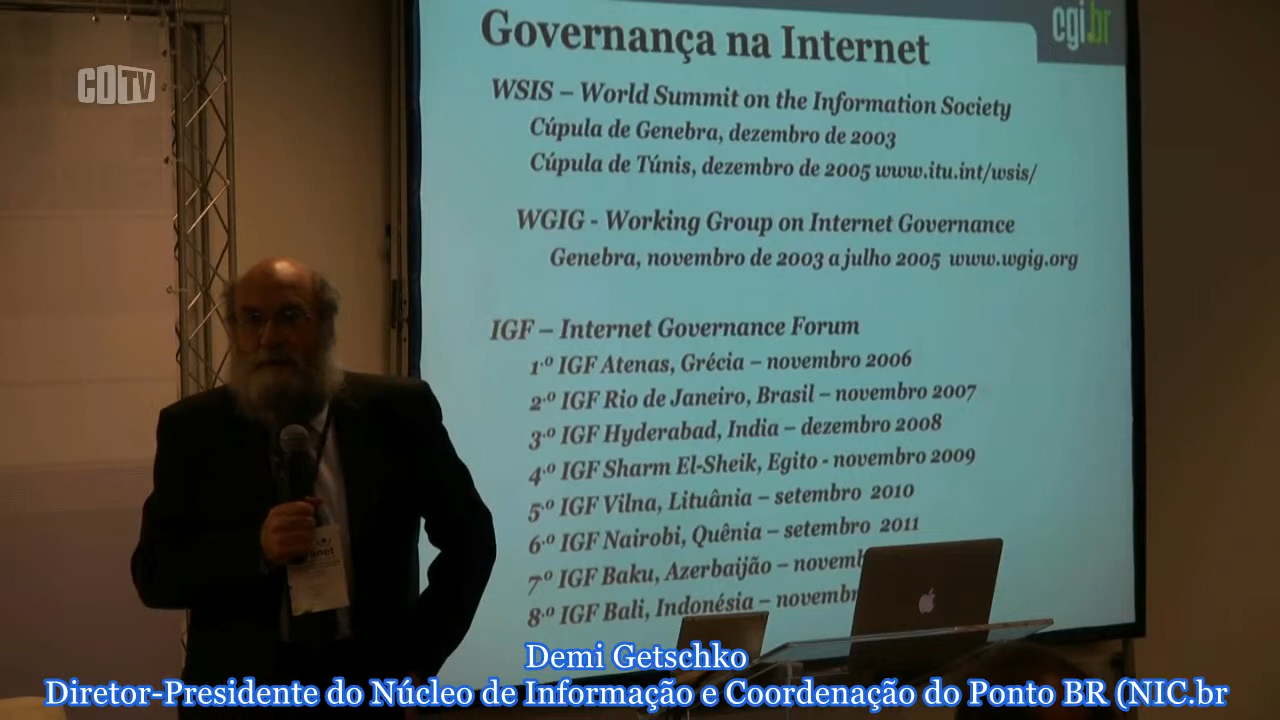 Governança na Internet
cgi.br
CDTV
WSIS – World Summit on the Information Society
Cúpula de Genebra, dezembro de 2003
Cúpula de Túnis, dezembro de 2005 www.itu.int/wsis/
WGIG - Working Group on Internet Governance
Genebra, novembro de 2003 a julho 2005 www.wgig.org
IGF – Internet Governance Forum
1.º IGF Atenas, Grécia – novembro 2006
2.º IGF Rio de Janeiro, Brasil – novembro 2007
3.º IGF Hyderabad, India – dezembro 2008
4.º IGF Sharm El-Sheik, Egito - novembro 2009
5.º IGF Vilna, Lituânia – setembro 2010
6.º IGF Nairobi, Quênia – setembro 2011
7º IGF Baku, Azerbaijão – novemb
8.º IGF Bali, Indonésia – novembr
Demi Getschko
Diretor-Presidente do Núcleo de Informação e Coordenação do Ponto BR (NIC.br